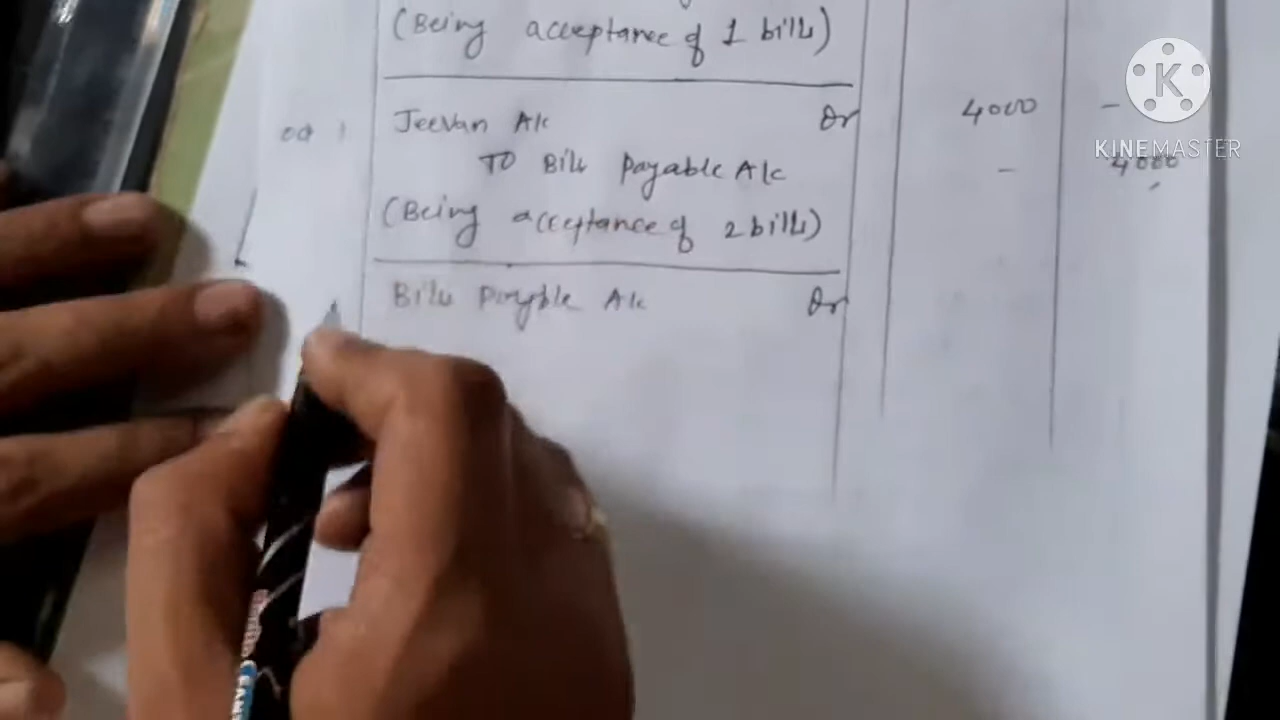 (Being acceptance of 1 bills)
Jeevan A/c Dr 4000 -
To Bills payable A/c - 4000
(Being acceptance of 2 bills)
Bills payble A/c Dr
K
KINEMASTER